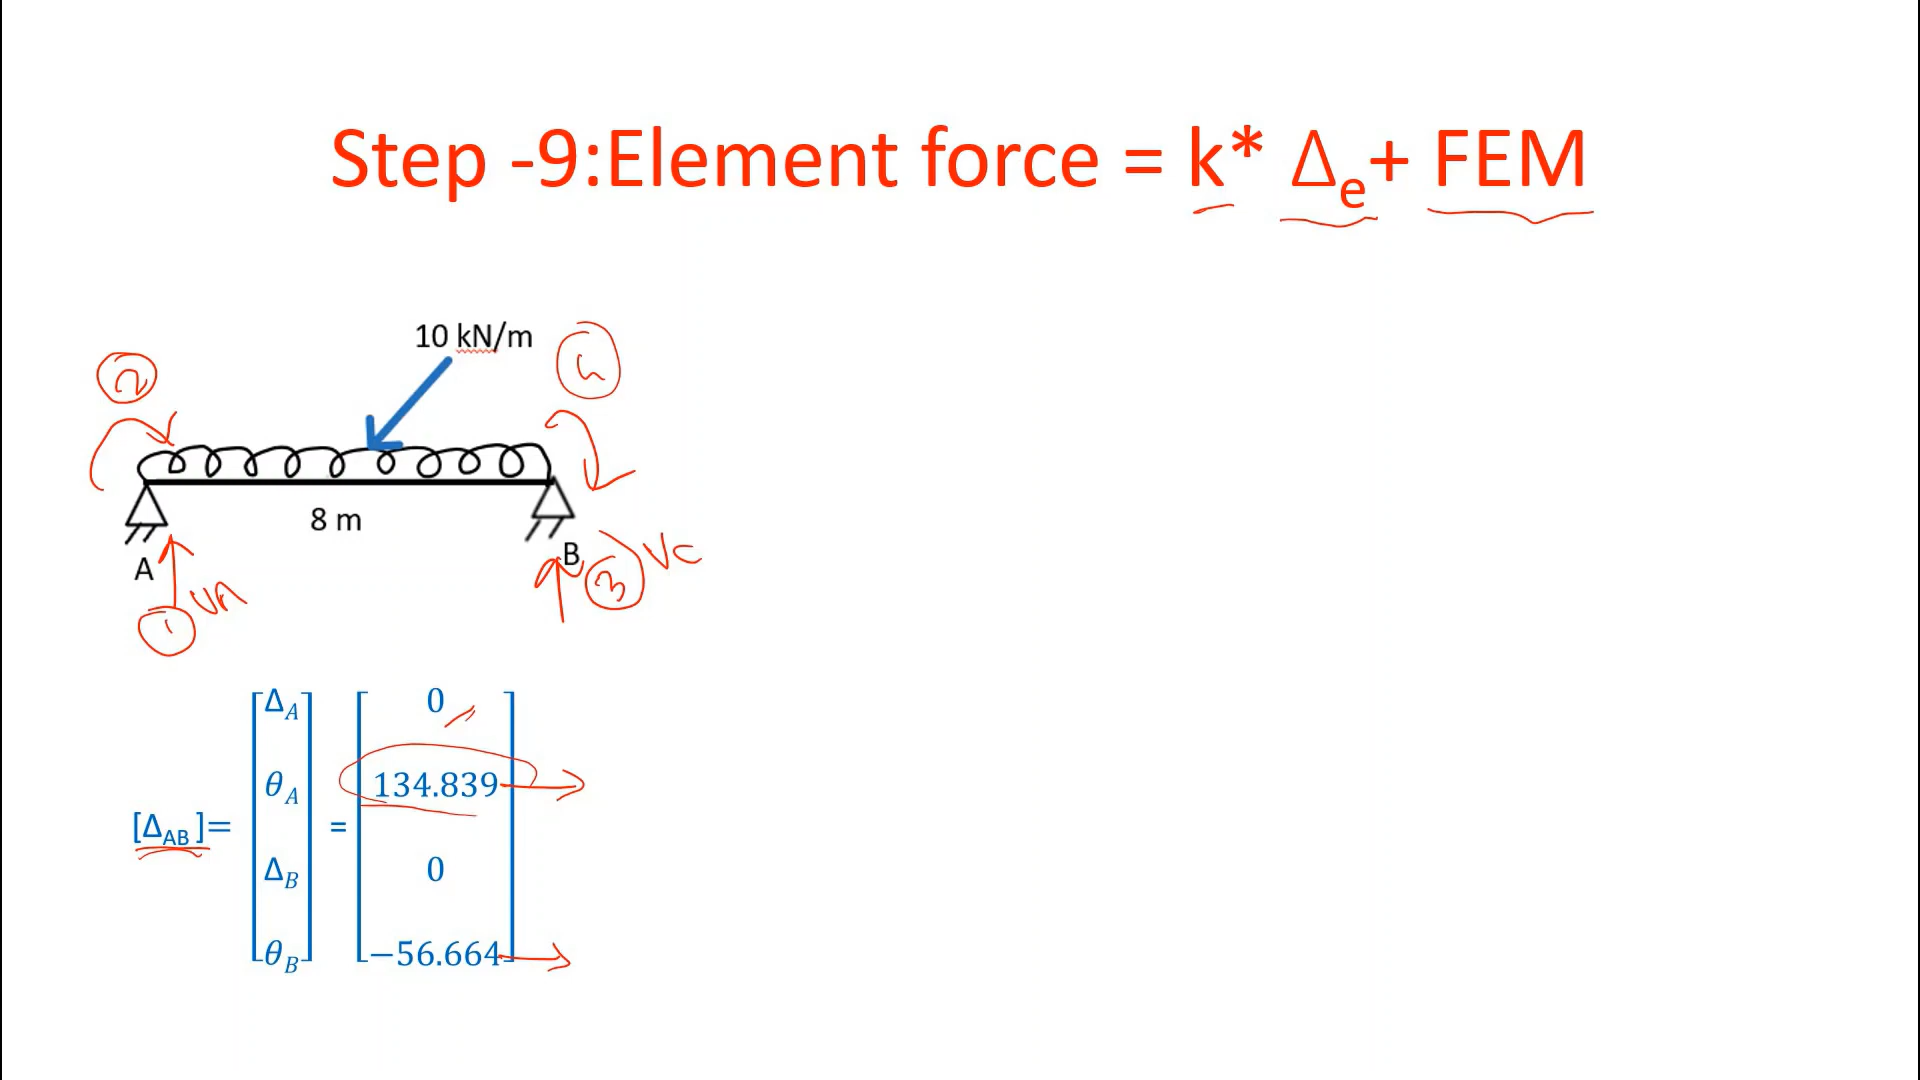 Step -9:Element force = k* Δe+ FEM
10 kN/m
2
4
8 m
A
B
1
VA
3
VC
[ΔAB]= [ΔA θA ΔB θB] = [0 134.839 0 −56.664]